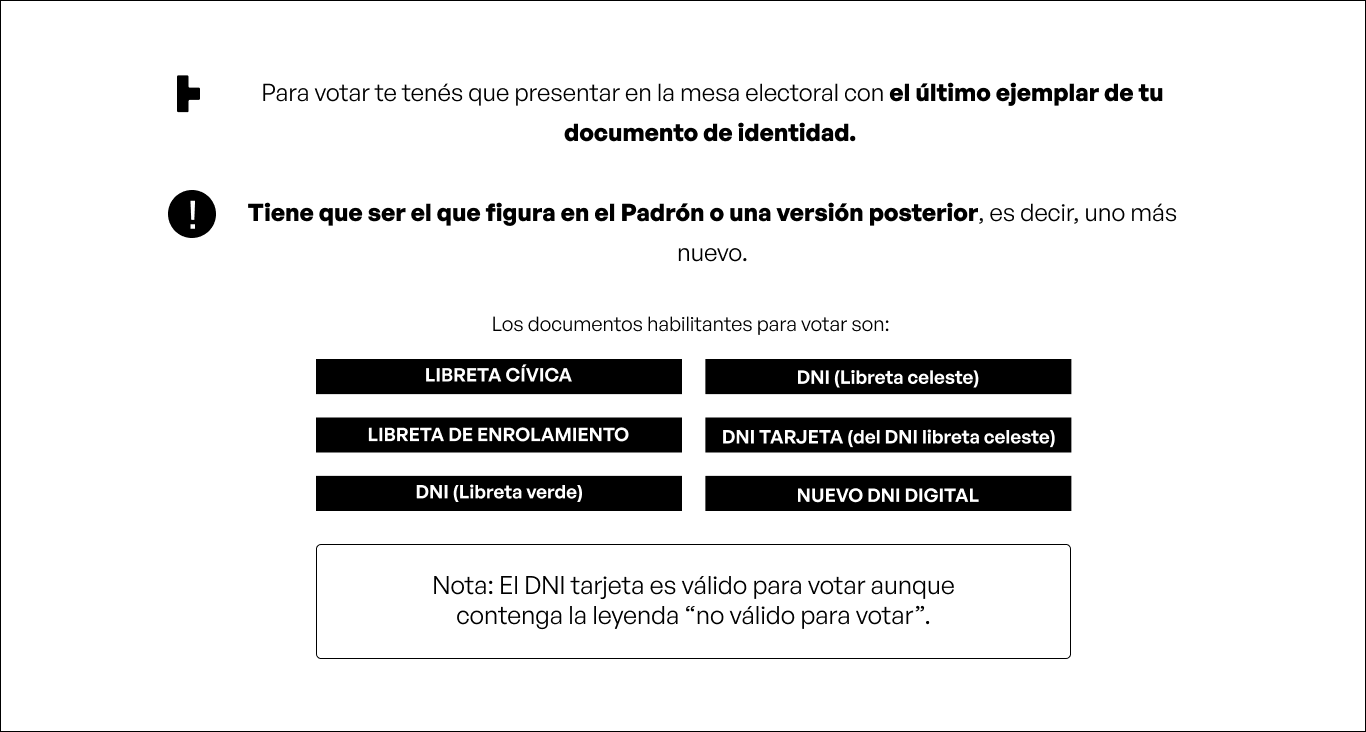 Para votar te tenés que presentar en la mesa electoral con el último ejemplar de tu
documento de identidad.
!
Tiene que ser el que figura en el Padrón o una versión posterior, es decir, uno más
nuevo.
Los documentos habilitantes para votar son:
LIBRETA CÍVICA
DNI (Libreta celeste)
LIBRETA DE ENROLAMIENTO
DNI TARJETA (del DNI libreta celeste)
DNI (Libreta verde)
NUEVO DNI DIGITAL
Nota: El DNI tarjeta es válido para votar aunque
contenga la leyenda “no válido para votar”.